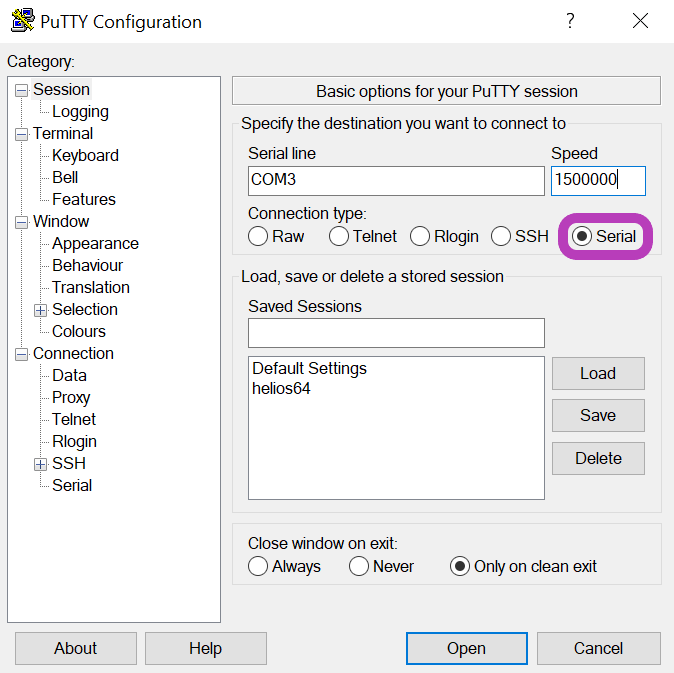 PuTTY Configuration
?
Category:
Session
Logging
Terminal
Keyboard
Bell
Features
Window
Appearance
Behaviour
Translation
Selection
Colours
Connection
Data
Proxy
Telnet
Rlogin
SSH
Serial
Basic options for your PuTTY session
Specify the destination you want to connect to
Serial line Speed
COM3 1500000
Connection type:
Raw Telnet Rlogin SSH Serial
Load, save or delete a stored session
Saved Sessions
Default Settings
helios64
Load
Save
Delete
Close window on exit:
Always Never Only on clean exit
About Help Open Cancel